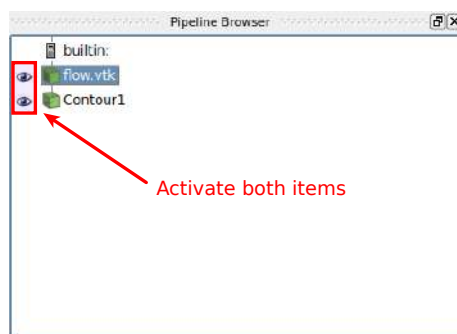 Pipeline Browser
builtin:
flow.vtk
Contour1
Activate both items